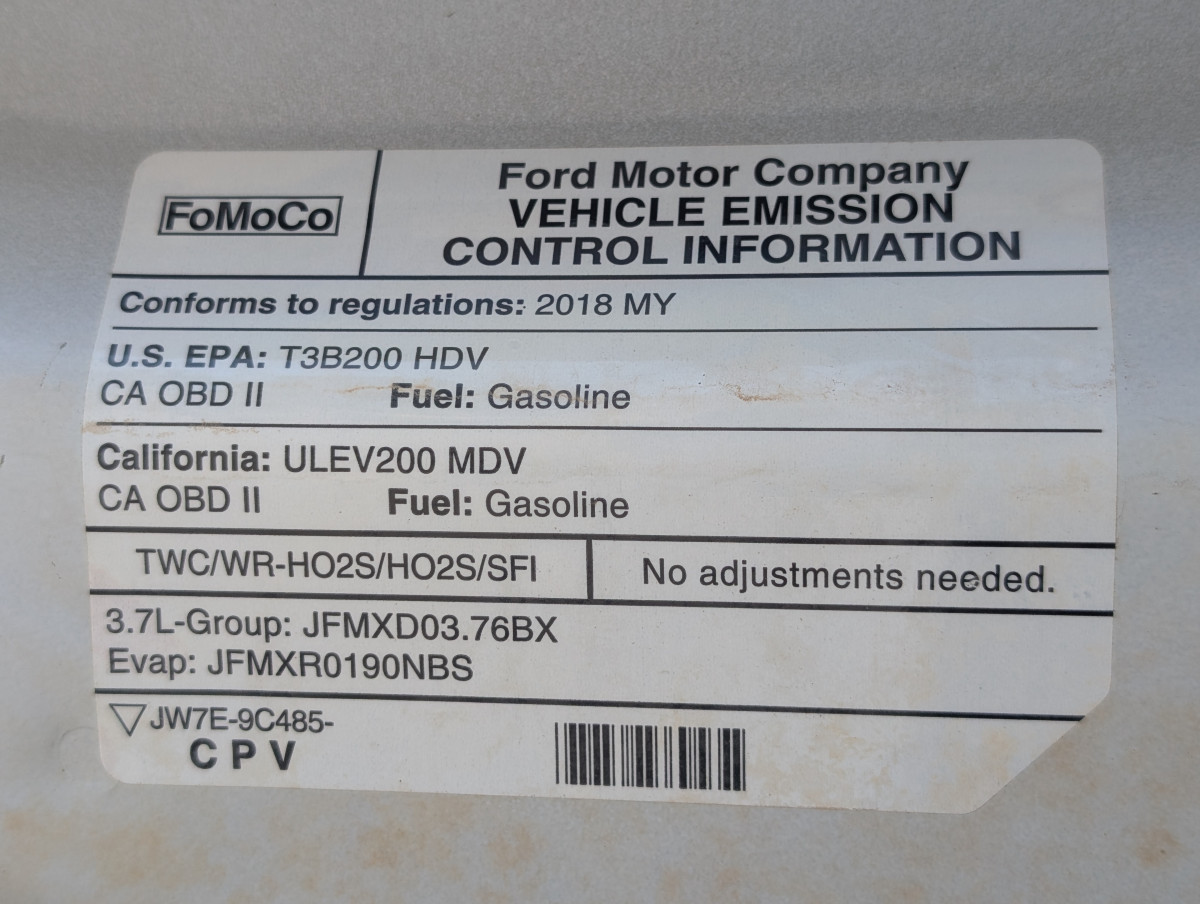 FoMoCo
Ford Motor Company
VEHICLE EMISSION
CONTROL INFORMATION
Conforms to regulations: 2018 MY
U.S. EPA: T3B200 HDV
CA OBD II Fuel: Gasoline
California: ULEV200 MDV
CA OBD II Fuel: Gasoline
TWC/WR-HO2S/HO2S/SFI
No adjustments needed.
3.7L-Group: JFMXD03.76BX
Evap: JFMXR0190NBS
JW7E-9C485-
C P V